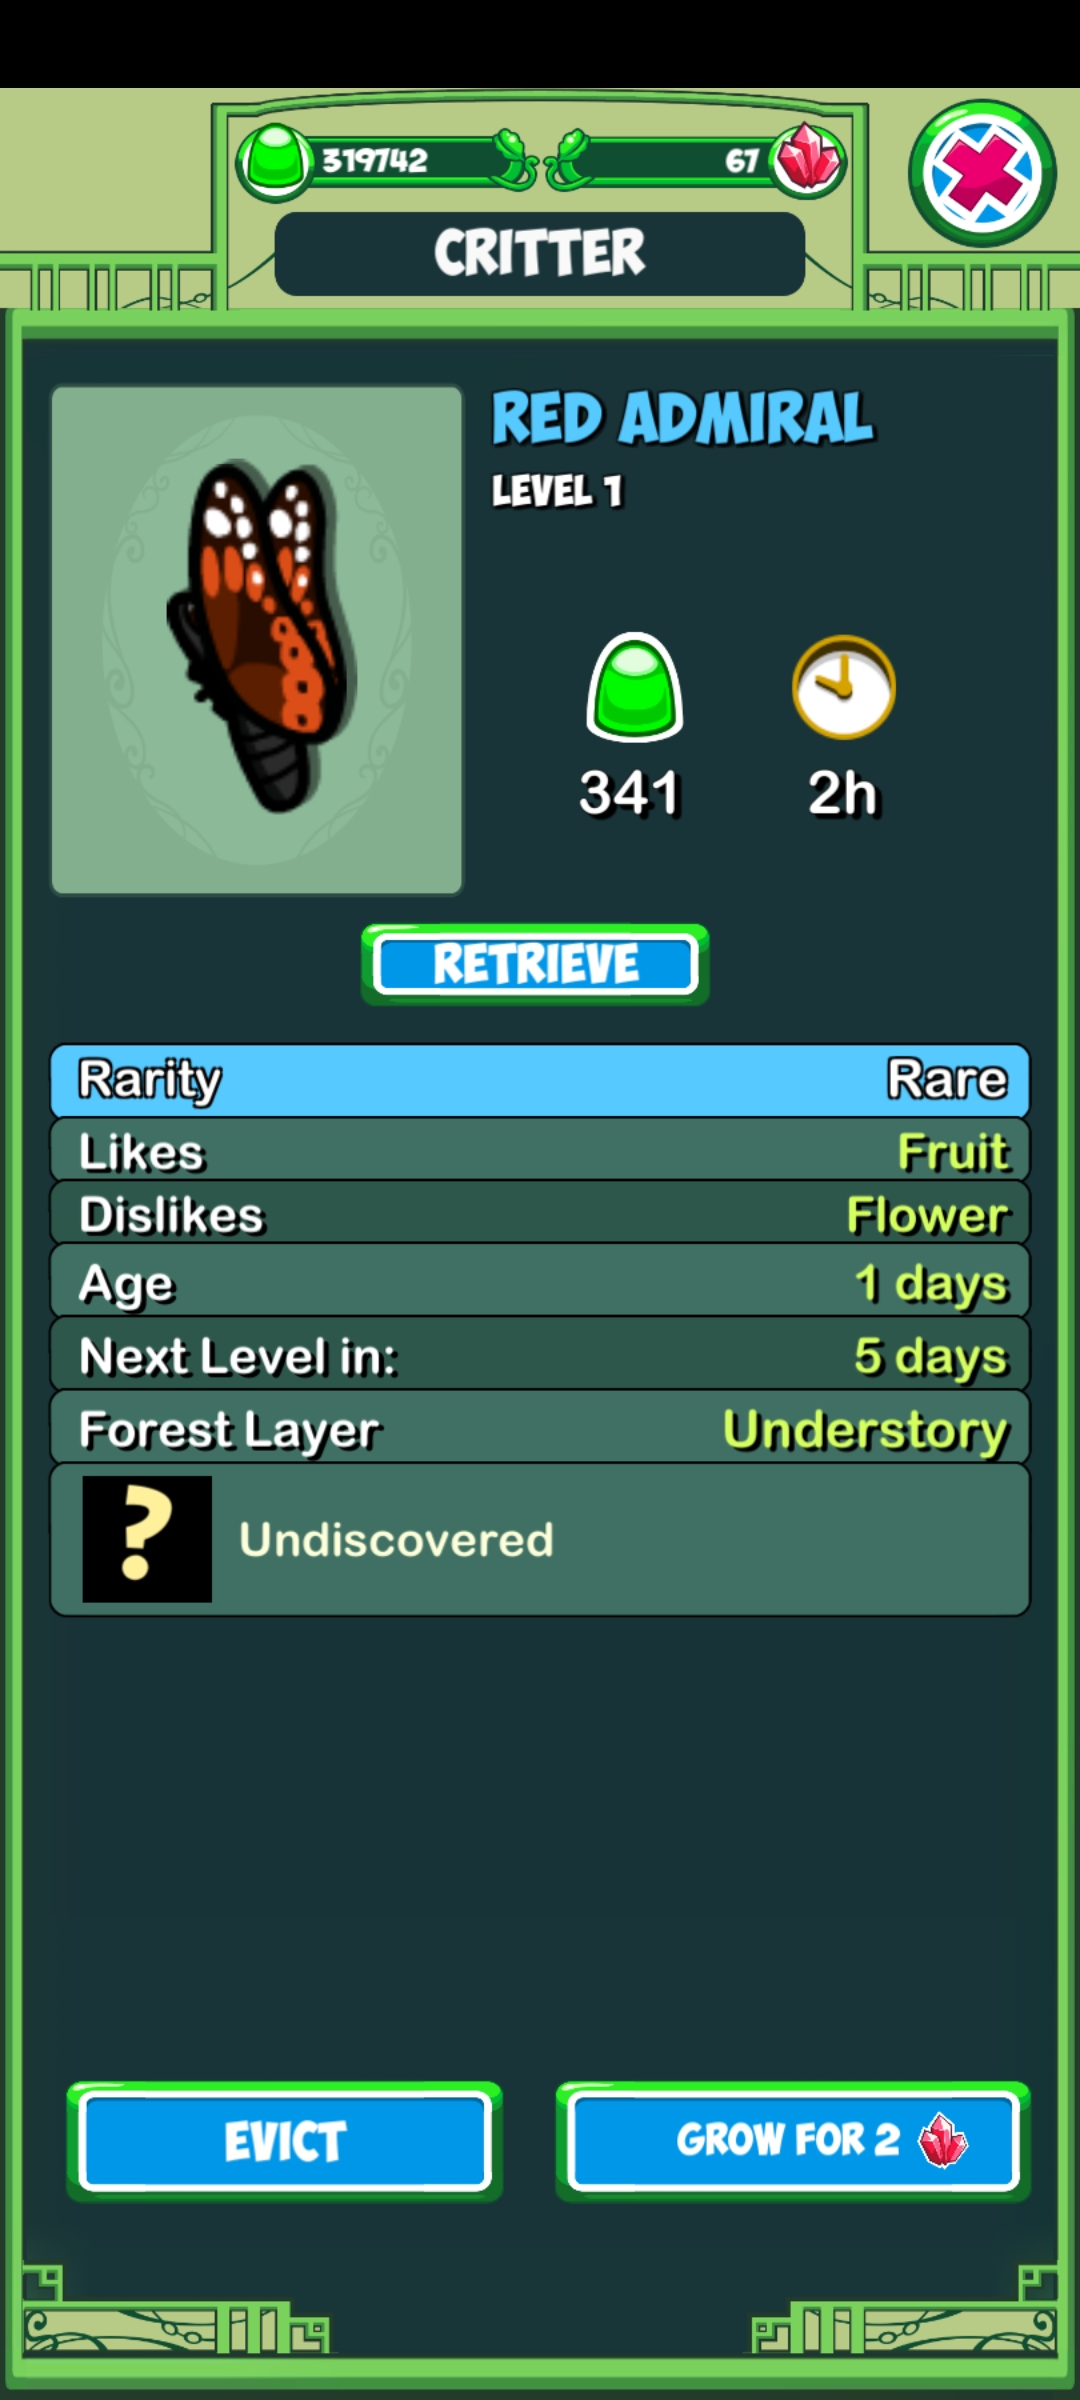 319742 67
CRITTER
RED ADMIRAL
LEVEL 1
341 2h
RETRIEVE
Rarity Rare
Likes Fruit
Dislikes Flower
Age 1 days
Next Level in: 5 days
Forest Layer Understory
? Undiscovered
EVICT GROW FOR 2